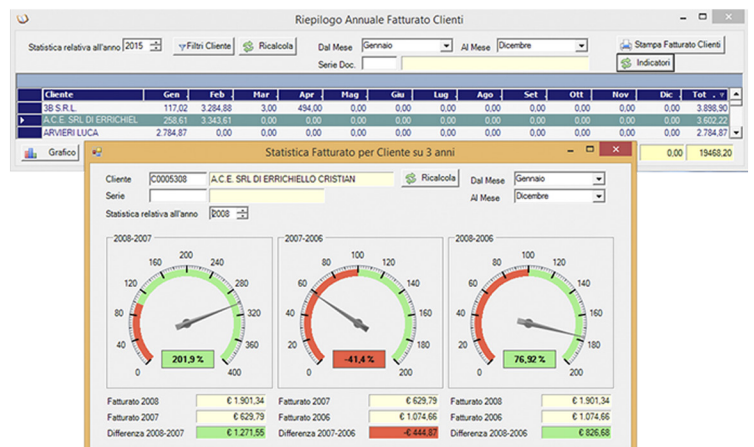 Riepilogo Annuale Fatturato Clienti
Statistica relativa all'anno 2015 Filtri Cliente Ricalcola Dal Mese Gennaio Al Mese Dicembre Stampa Fatturato Clienti
Serie Doc. Indicatori
Cliente Gen Feb Mar Apr Mag Giu Lug Ago Set Ott Nov Dic Tot
3B S.R.L. 117,02 3.284,88 3,00 494,00 0,00 0,00 0,00 0,00 0,00 0,00 0,00 0,00 3.898,90
A.C.E. SRL DI ERRICHIEL 258,61 3.343,61 0,00 0,00 0,00 0,00 0,00 0,00 0,00 0,00 0,00 0,00 3.602,22
ARVIERI LUCA 2.784,87 0,00 0,00 0,00 0,00 0,00 0,00 0,00 0,00 0,00 0,00 0,00 2.784,87
Grafico 0,00 19468,20
Statistica Fatturato per Cliente su 3 anni
Cliente C0005308 A.C.E. SRL DI ERRICHIELLO CRISTIAN Ricalcola Dal Mese Gennaio
Serie Al Mese Dicembre
Statistica relativa all'anno 2008
2008-2007 2007-2006 2008-2006
0 40 80 120 160 200 240 280 320 360 400
201,9 %
0 20 40 60 80 100 120 140 160 180 200
-41,4 %
0 20 40 60 80 100 120 140 160 180 200
76,92 %
Fatturato 2008 € 1.901,34 Fatturato 2007 € 629,79 Fatturato 2008 € 1.901,34
Fatturato 2007 € 629,79 Fatturato 2006 € 1.074,66 Fatturato 2006 € 1.074,66
Differenza 2008-2007 € 1.271,55 Differenza 2007-2006 -€ 444,87 Differenza 2008-2006 € 826,68